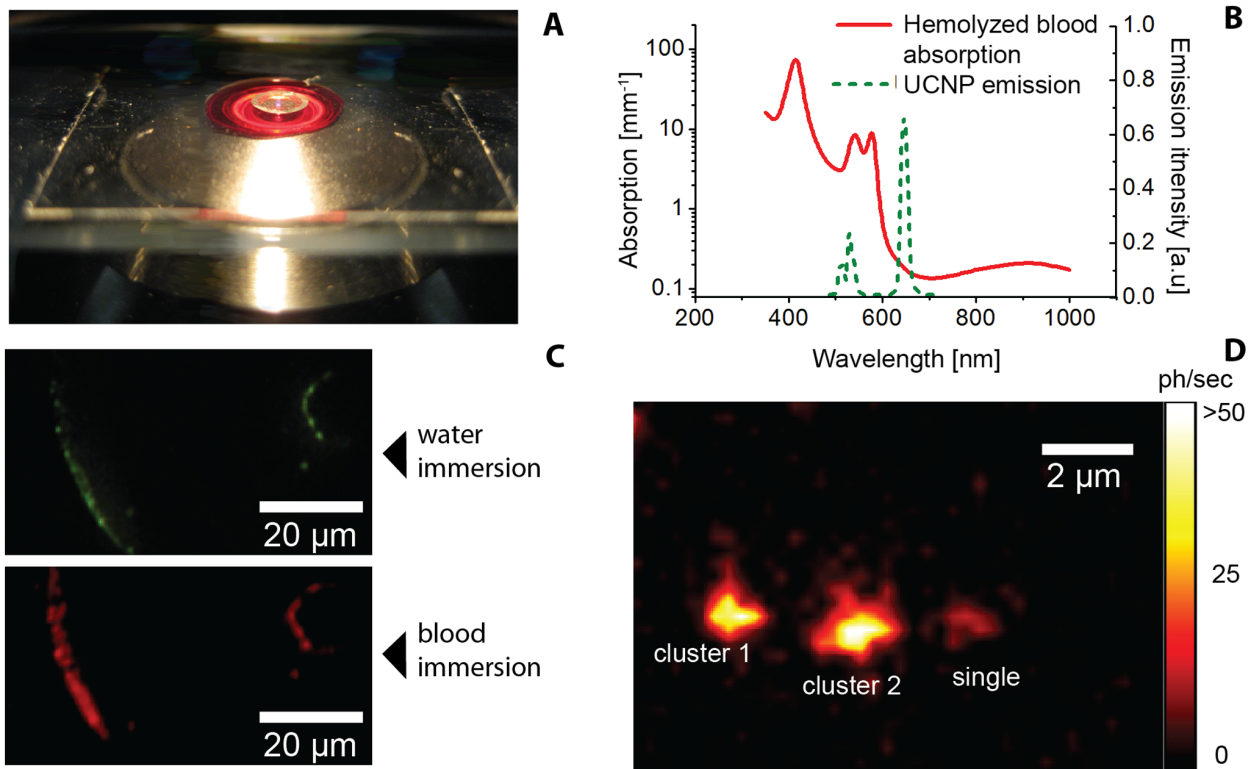 A
B
Hemolyzed blood
absorption
UCNP emission
100
10
1
0.1
Absorption [mm⁻¹]
1.0
0.8
0.6
0.4
0.2
0.0
Emission itnensity [a.u]
200
400
600
800
1000
Wavelength [nm]
C
water
immersion
20 µm
blood
immersion
20 µm
D
ph/sec
>50
25
0
2 µm
cluster 1
cluster 2
single